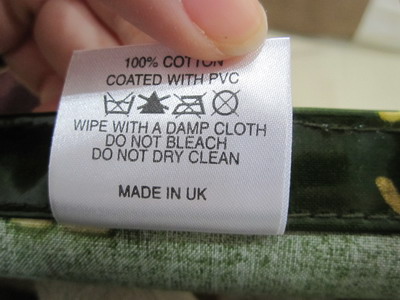 100% COTTON
COATED WITH PVC
WIPE WITH A DAMP CLOTH
DO NOT BLEACH
DO NOT DRY CLEAN
MADE IN UK